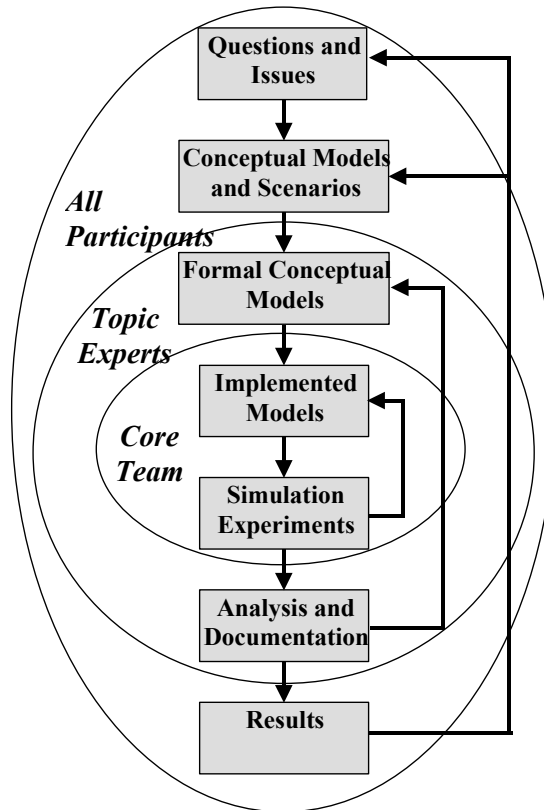 Questions and
Issues
Conceptual Models
and Scenarios
All
Participants
Formal Conceptual
Models
Topic
Experts
Implemented
Models
Core
Team
Simulation
Experiments
Analysis and
Documentation
Results